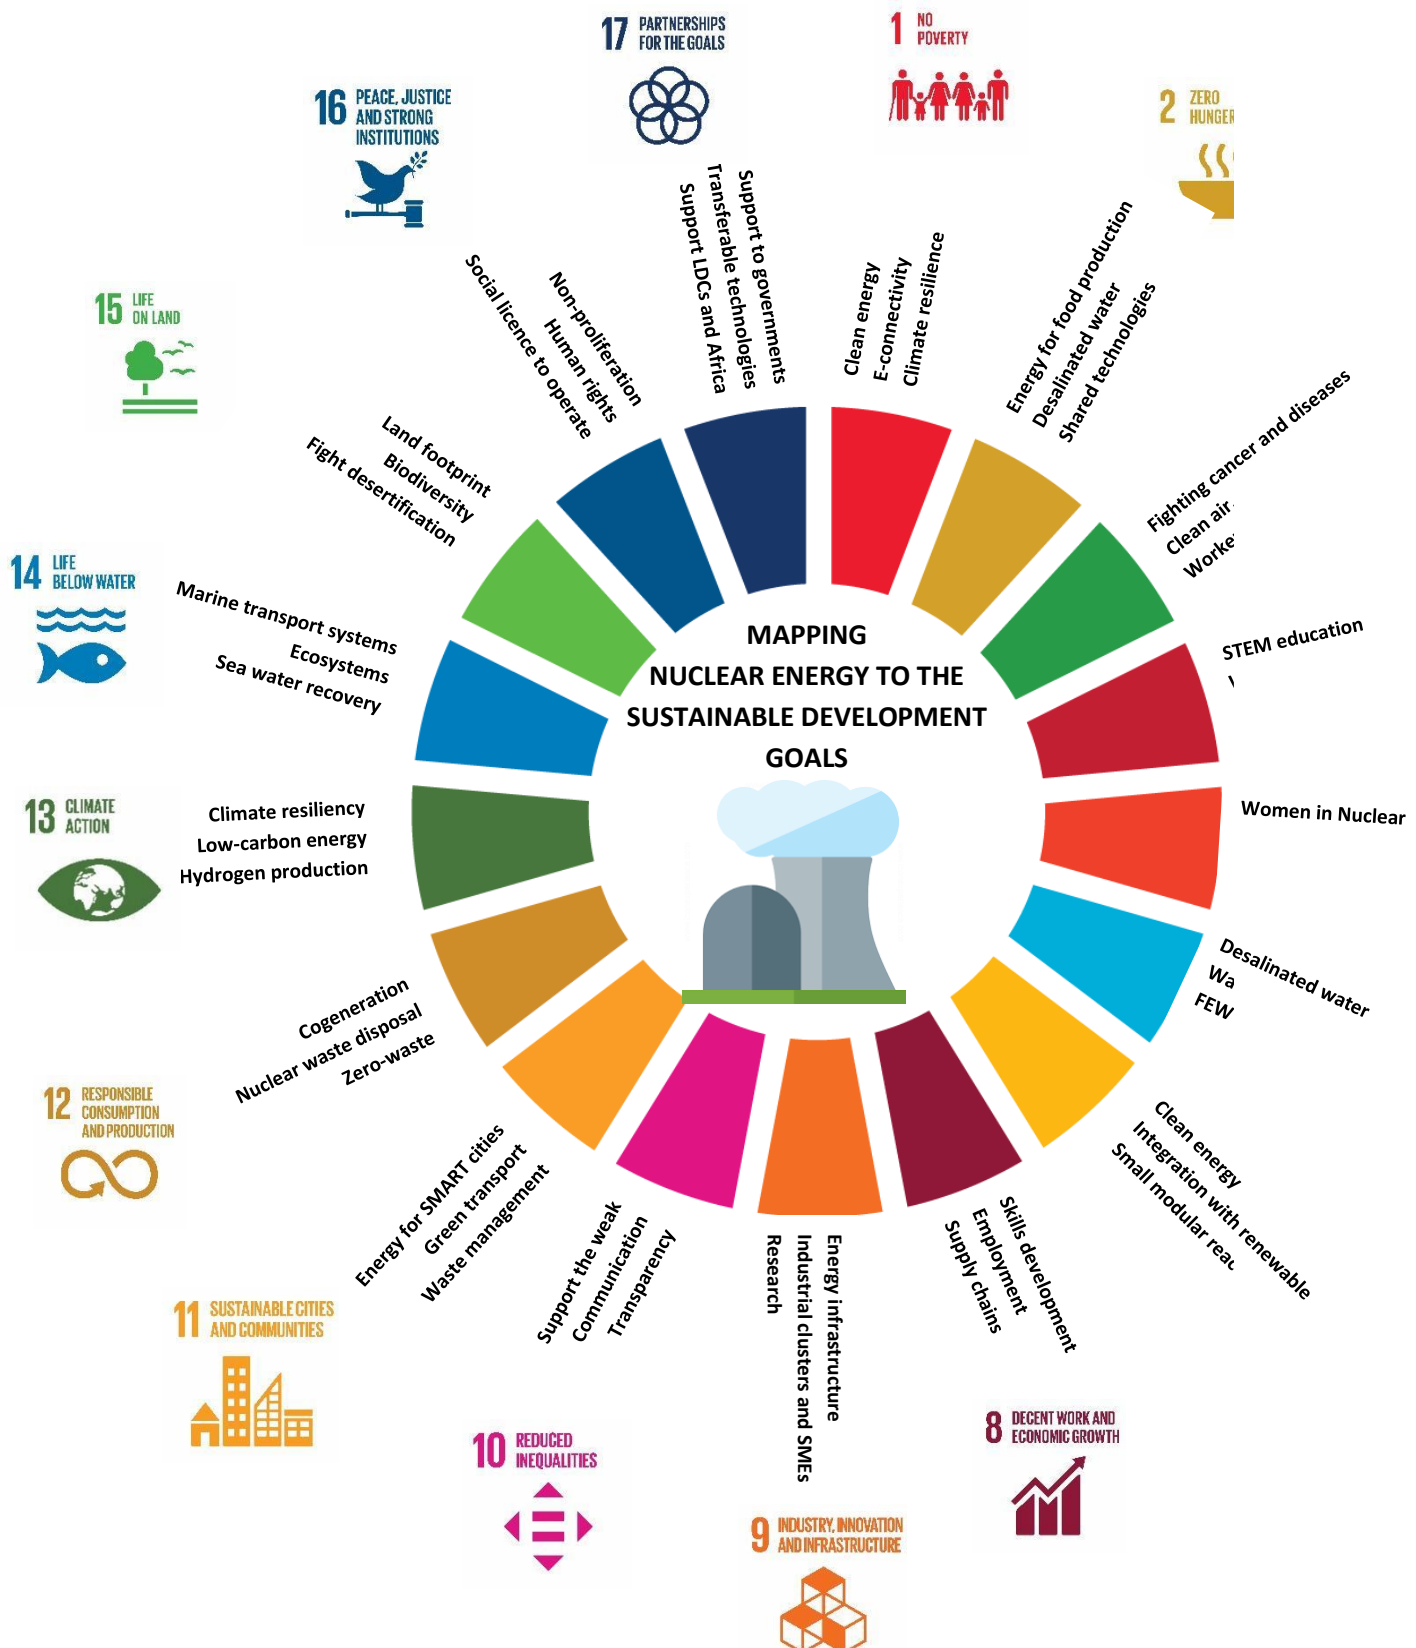 17 PARTNERSHIPS
FOR THE GOALS
1 NO
POVERTY
16 PEACE, JUSTICE
AND STRONG
INSTITUTIONS
2 ZERO
HUNGER
15 LIFE
ON LAND
14 LIFE
BELOW WATER
13 CLIMATE
ACTION
12 RESPONSIBLE
CONSUMPTION
AND PRODUCTION
11 SUSTAINABLE CITIES
AND COMMUNITIES
10 REDUCED
INEQUALITIES
9 INDUSTRY, INNOVATION
AND INFRASTRUCTURE
8 DECENT WORK AND
ECONOMIC GROWTH
MAPPING
NUCLEAR ENERGY TO THE
SUSTAINABLE DEVELOPMENT
GOALS
Clean energy
E-connectivity
Climate resilience
Energy for food production
Desalinated water
Shared technologies
Fighting cancer and diseases
Clean air
STEM education
Women in Nuclear
Desalinated water
FEW
Clean energy
Integration with renewable
Small modular
Skills development
Employment
Supply chains
Energy infrastructure
Industrial clusters and SMEs
Research
Support the weak
Communication
Transparency
Energy for SMART cities
Green transport
Waste management
Cogeneration
Nuclear waste disposal
Zero-waste
Climate resiliency
Low-carbon energy
Hydrogen production
Marine transport systems
Ecosystems
Sea water recovery
Land footprint
Biodiversity
Fight desertification
Non-proliferation
Human rights
Social licence to operate
Support to governments
Transferable technologies
Support LDCs and Africa